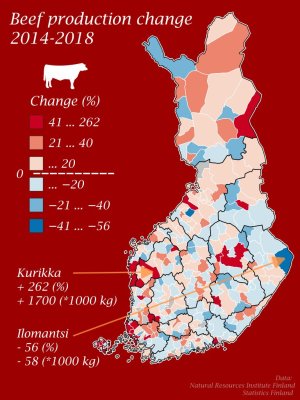 Beef production change
2014-2018
Change (%)
41 ... 262
21 ... 40
... 20
0
... −20
−21 ... −40
−41 ... −56
Kurikka
+ 262 (%)
+ 1700 (*1000 kg)
Ilomantsi
- 56 (%)
- 58 (*1000 kg)
Data:
Natural Resources Institute Finland
Statistics Finland